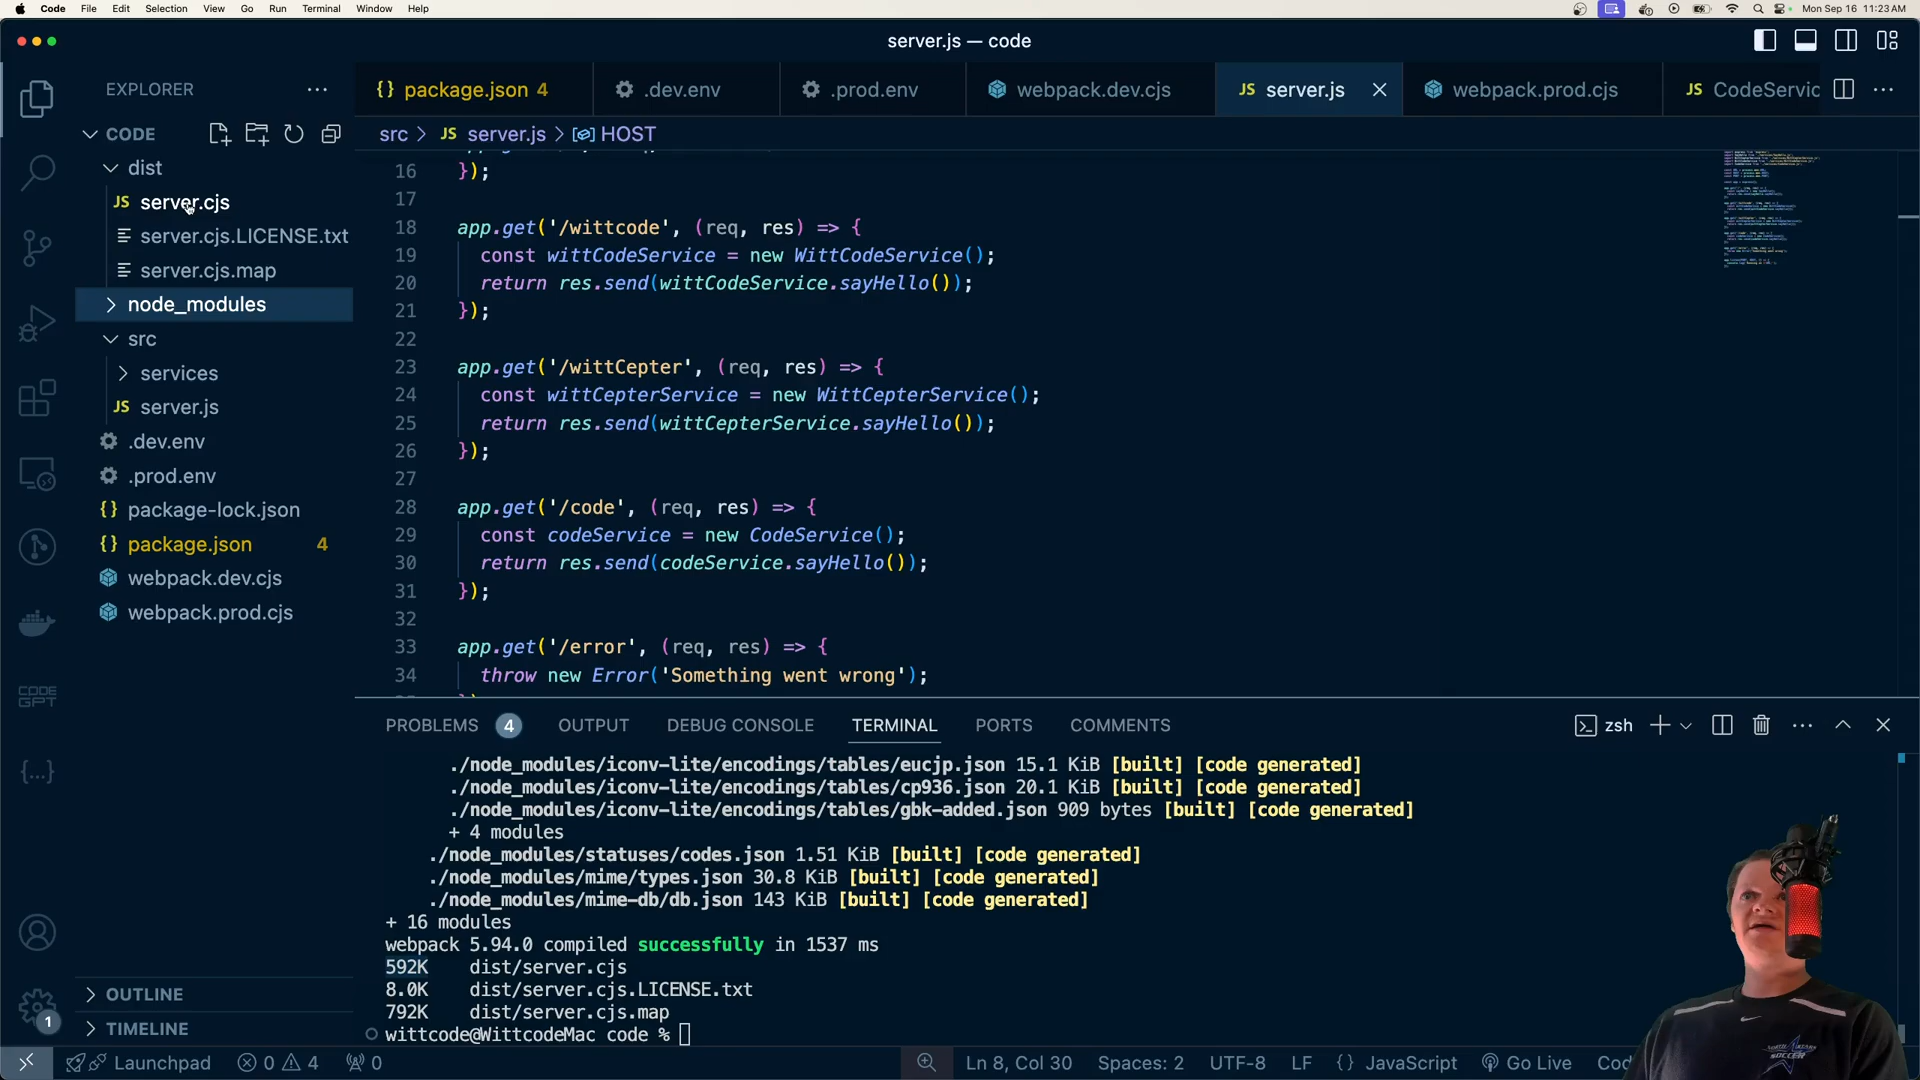 Code File Edit Selection View Go Run Terminal Window Help Mon Sep 16 11:23 AM
server.js — code
EXPLORER
CODE
dist
server.cjs
server.cjs.LICENSE.txt
server.cjs.map
node_modules
src
services
server.js
.dev.env
.prod.env
package-lock.json
package.json 4
webpack.dev.cjs
webpack.prod.cjs
OUTLINE
TIMELINE
CODE
GPT
1
package.json 4 .dev.env .prod.env webpack.dev.cjs server.js webpack.prod.cjs CodeServic
src > JS server.js > HOST
16 });
17
18 app.get('/wittcode', (req, res) => {
19 const wittCodeService = new WittCodeService();
20 return res.send(wittCodeService.sayHello());
21 });
22
23 app.get('/wittCepter', (req, res) => {
24 const wittCepterService = new WittCepterService();
25 return res.send(wittCepterService.sayHello());
26 });
27
28 app.get('/code', (req, res) => {
29 const codeService = new CodeService();
30 return res.send(codeService.sayHello());
31 });
32
33 app.get('/error', (req, res) => {
34 throw new Error('Something went wrong');
PROBLEMS 4 OUTPUT DEBUG CONSOLE TERMINAL PORTS COMMENTS zsh
./node_modules/iconv-lite/encodings/tables/eucjp.json 15.1 KiB [built] [code generated]
./node_modules/iconv-lite/encodings/tables/cp936.json 20.1 KiB [built] [code generated]
./node_modules/iconv-lite/encodings/tables/gbk-added.json 909 bytes [built] [code generated]
+ 4 modules
./node_modules/statuses/codes.json 1.51 KiB [built] [code generated]
./node_modules/mime/types.json 30.8 KiB [built] [code generated]
./node_modules/mime-db/db.json 143 KiB [built] [code generated]
+ 16 modules
webpack 5.94.0 compiled successfully in 1537 ms
592K dist/server.cjs
8.0K dist/server.cjs.LICENSE.txt
792K dist/server.cjs.map
wittcode@WittcodeMac code %
Launchpad 0 4 0 Ln 8, Col 30 Spaces: 2 UTF-8 LF {} JavaScript Go Live Cod